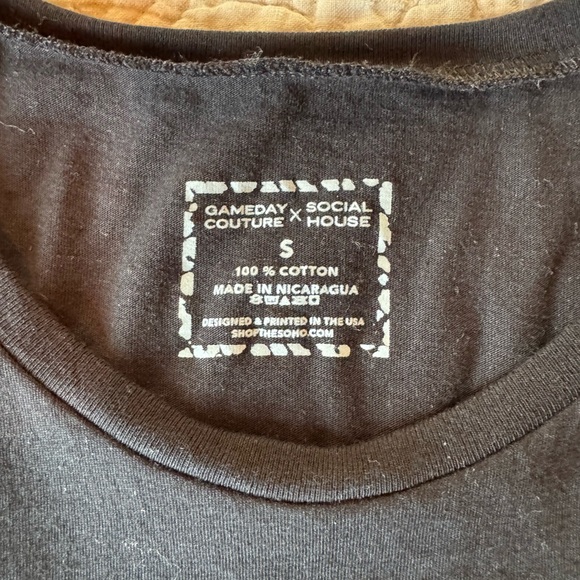 GAMEDAY X SOCIAL
COUTURE HOUSE
S
100 % COTTON
MADE IN NICARAGUA
DESIGNED & PRINTED IN THE USA
SHOPTHESOHO.COM